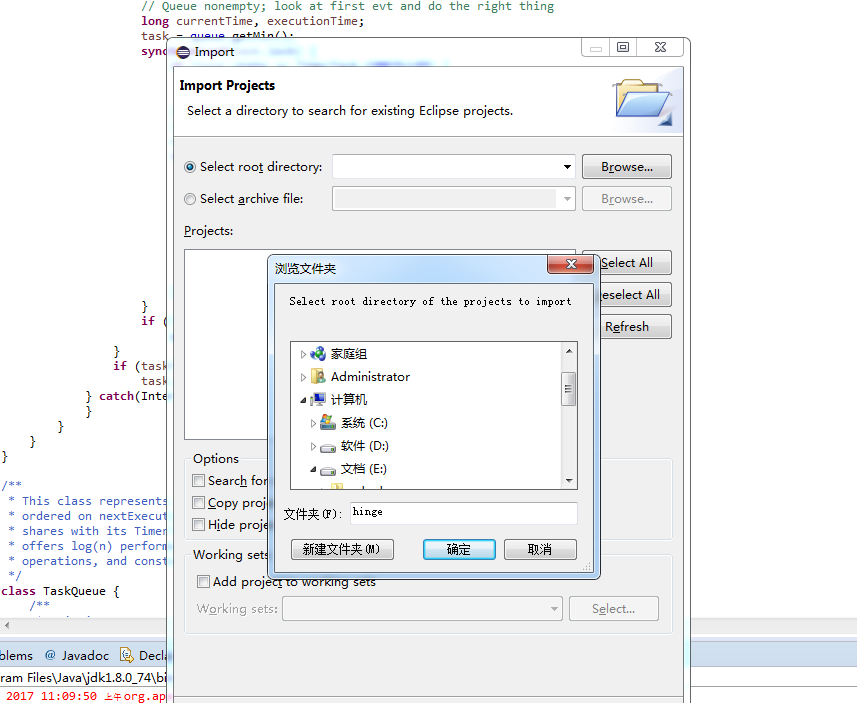 // Queue nonempty; look at first evt and do the right thing
long currentTime, executionTime;
task = queue.getMin();
Import
Import Projects
Select a directory to search for existing Eclipse projects.
Select root directory:
Browse...
Select archive file:
Browse...
Projects:
Select All
eselect All
Refresh
浏览文件夹
Select root directory of the projects to import
家庭组
Administrator
计算机
系统 (C:)
软件 (D:)
文档 (E:)
文件夹(F):
hinge
新建文件夹(M)
确定
取消
}
if (
}
if (task
task
} catch(Inte
}
}
}
}
Options
Search for
Copy proj
Hide proje
Working sets
Add project to working sets
Working sets:
Select...
/**
* This class represents
* ordered on nextExecut
* shares with its Timer
* offers log(n) perform
* operations, and const
*/
class TaskQueue {
/**
blems
@ Javadoc
Decla
ram Files\Java\jdk1.8.0_74\bi
2017 11:09:50 上午org.apa